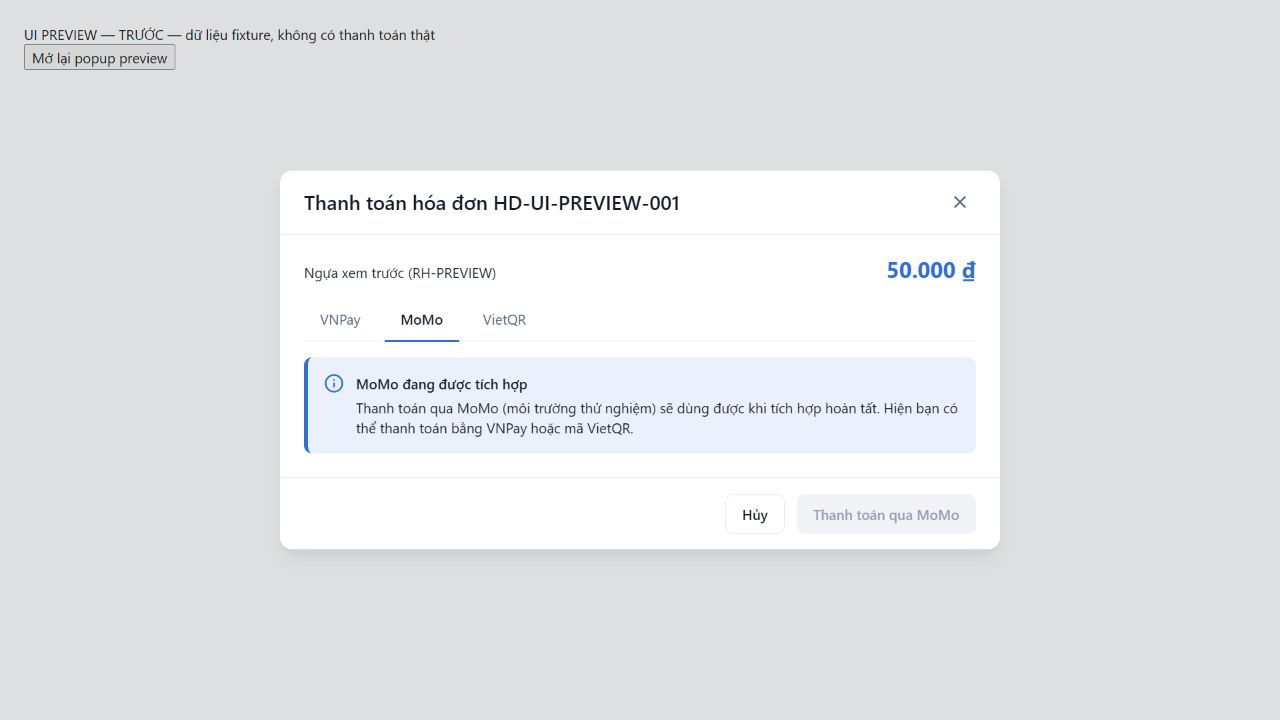 UI PREVIEW — TRƯỚC — dữ liệu fixture, không có thanh toán thật
Mở lại popup preview
Thanh toán hóa đơn HD-UI-PREVIEW-001
Ngựa xem trước (RH-PREVIEW)
50.000 ₫
VNPay
MoMo
VietQR
MoMo đang được tích hợp
Thanh toán qua MoMo (môi trường thử nghiệm) sẽ dùng được khi tích hợp hoàn tất. Hiện bạn có
thể thanh toán bằng VNPay hoặc mã VietQR.
Hủy
Thanh toán qua MoMo